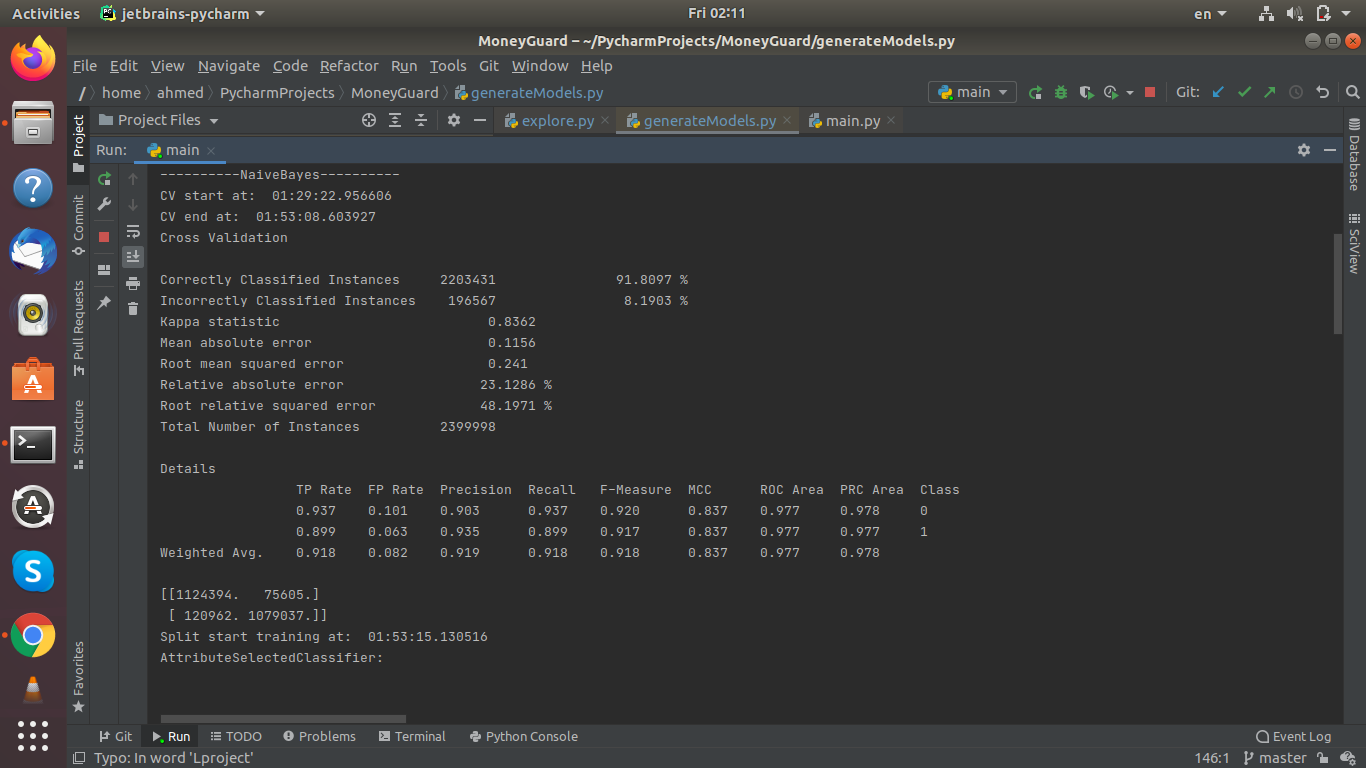 Activities jetbrains-pycharm Fri 02:11 en
MoneyGuard – ~/PycharmProjects/MoneyGuard/generateModels.py
File Edit View Navigate Code Refactor Run Tools Git Window Help
/ home ahmed PycharmProjects MoneyGuard generateModels.py main Git:
Project Files explore.py generateModels.py main.py
Run: main
Project
Commit
Pull Requests
Structure
Favorites
----------NaiveBayes----------
CV start at:  01:29:22.956606
CV end at:  01:53:08.603927
Cross Validation
Correctly Classified Instances 2203431 91.8097 %
Incorrectly Classified Instances 196567 8.1903 %
Kappa statistic 0.8362
Mean absolute error 0.1156
Root mean squared error 0.241
Relative absolute error 23.1286 %
Root relative squared error 48.1971 %
Total Number of Instances 2399998
Details
TP Rate FP Rate Precision Recall F-Measure MCC ROC Area PRC Area Class
0.937 0.101 0.903 0.937 0.920 0.837 0.977 0.978 0
0.899 0.063 0.935 0.899 0.917 0.837 0.977 0.977 1
Weighted Avg. 0.918 0.082 0.919 0.918 0.918 0.837 0.977 0.978
[[1124394.   75605.]
[ 120962. 1079037.]]
Split start training at:  01:53:15.130516
AttributeSelectedClassifier:
Database
SciView
Git Run TODO Problems Terminal Python Console Event Log
Typo: In word 'Lproject' 146:1 master